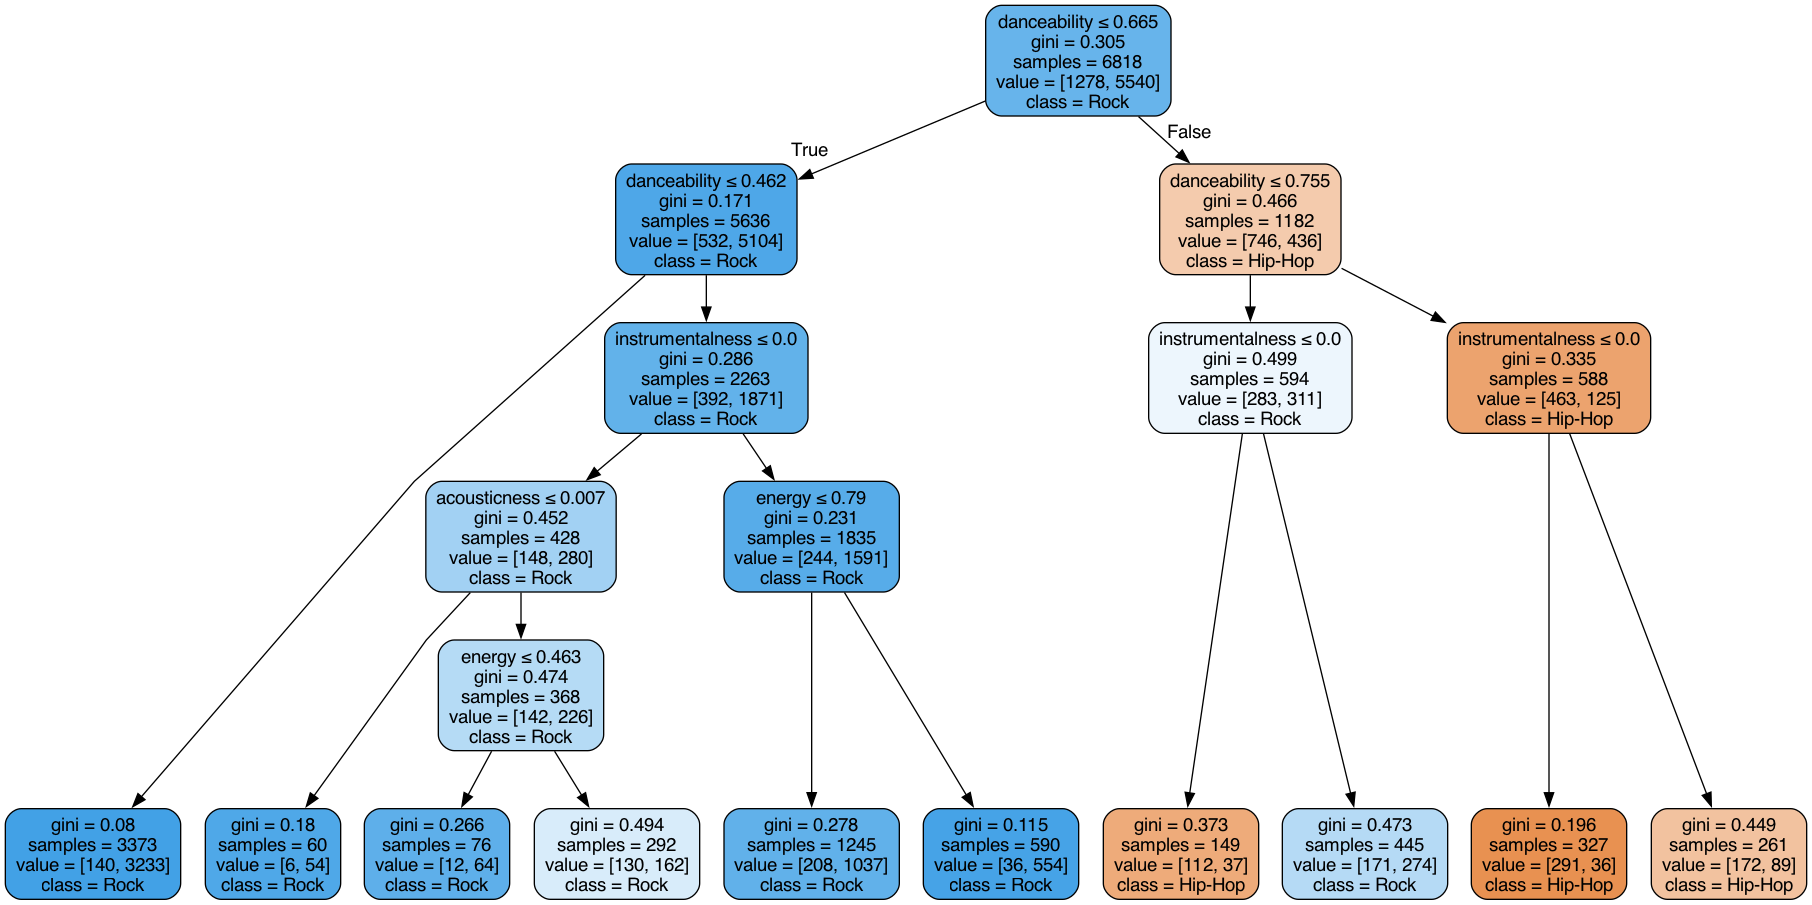 danceability ≤ 0.665
gini = 0.305
samples = 6818
value = [1278, 5540]
class = Rock
True
False
danceability ≤ 0.462
gini = 0.171
samples = 5636
value = [532, 5104]
class = Rock
danceability ≤ 0.755
gini = 0.466
samples = 1182
value = [746, 436]
class = Hip-Hop
instrumentalness ≤ 0.0
gini = 0.286
samples = 2263
value = [392, 1871]
class = Rock
instrumentalness ≤ 0.0
gini = 0.499
samples = 594
value = [283, 311]
class = Rock
instrumentalness ≤ 0.0
gini = 0.335
samples = 588
value = [463, 125]
class = Hip-Hop
acousticness ≤ 0.007
gini = 0.452
samples = 428
value = [148, 280]
class = Rock
energy ≤ 0.79
gini = 0.231
samples = 1835
value = [244, 1591]
class = Rock
energy ≤ 0.463
gini = 0.474
samples = 368
value = [142, 226]
class = Rock
gini = 0.08
samples = 3373
value = [140, 3233]
class = Rock
gini = 0.18
samples = 60
value = [6, 54]
class = Rock
gini = 0.266
samples = 76
value = [12, 64]
class = Rock
gini = 0.494
samples = 292
value = [130, 162]
class = Rock
gini = 0.278
samples = 1245
value = [208, 1037]
class = Rock
gini = 0.115
samples = 590
value = [36, 554]
class = Rock
gini = 0.373
samples = 149
value = [112, 37]
class = Hip-Hop
gini = 0.473
samples = 445
value = [171, 274]
class = Rock
gini = 0.196
samples = 327
value = [291, 36]
class = Hip-Hop
gini = 0.449
samples = 261
value = [172, 89]
class = Hip-Hop